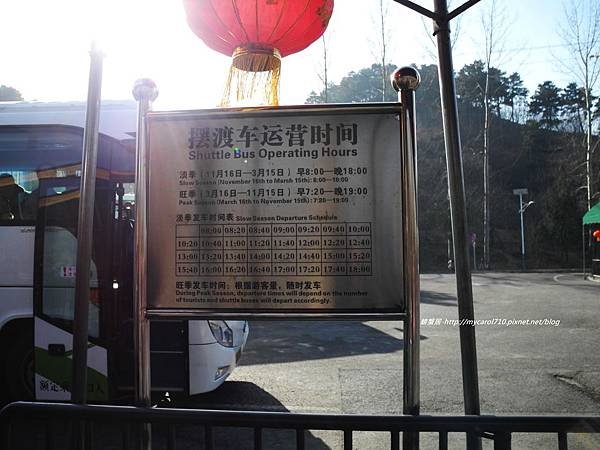 摆渡车运营时间
Shuttle Bus Operating Hours
淡季（11月16日—3月15日）早8:00—晚18:00
Slow Season (November 16th to March 15th): 8:00-18:00
旺季（3月16日—11月15日）早7:20—晚19:00
Peak Season (March 16th to November 15th): 7:20-19:00
淡季发车时间表 Slow Season Departure Schedule
08:00 08:20 08:40 09:00 09:20 09:40 10:00
10:20 10:40 11:00 11:20 11:40 12:00 12:20 12:40
13:00 13:20 13:40 14:00 14:20 14:40 15:00 15:20
15:40 16:00 16:20 16:40 17:00 17:20 17:40 18:00
旺季发车时间：根据游客量，随时发车
During Peak Season, departure times will depend on the number
of tourists and shuttle buses will depart accordingly.
额定乘 人
蜂蟹居-http://mycarol710.pixnet.net/blog